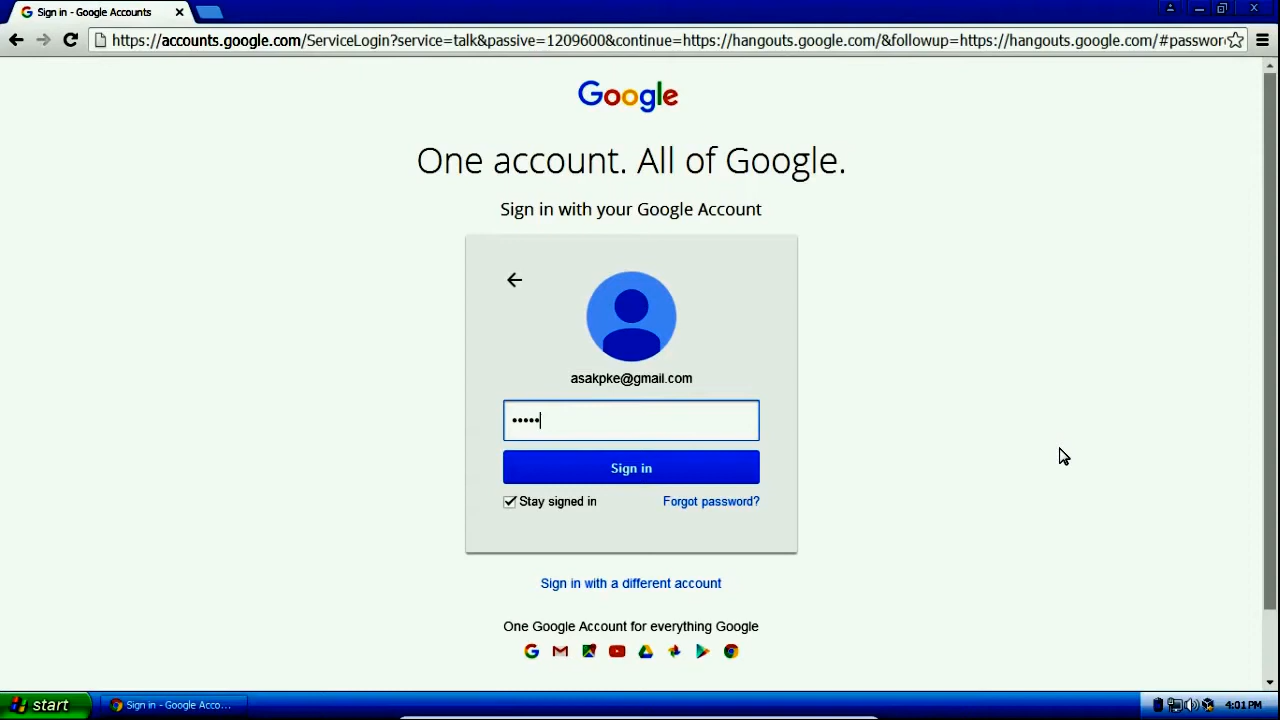 Sign in - Google Accounts
https://accounts.google.com/ServiceLogin?service=talk&passive=1209600&continue=https://hangouts.google.com/&followup=https://hangouts.google.com/#passwor
Google
One account. All of Google.
Sign in with your Google Account
asakpke@gmail.com
•••••
Sign in
Stay signed in
Forgot password?
Sign in with a different account
One Google Account for everything Google
start
Sign in - Google Acco...
4:01 PM